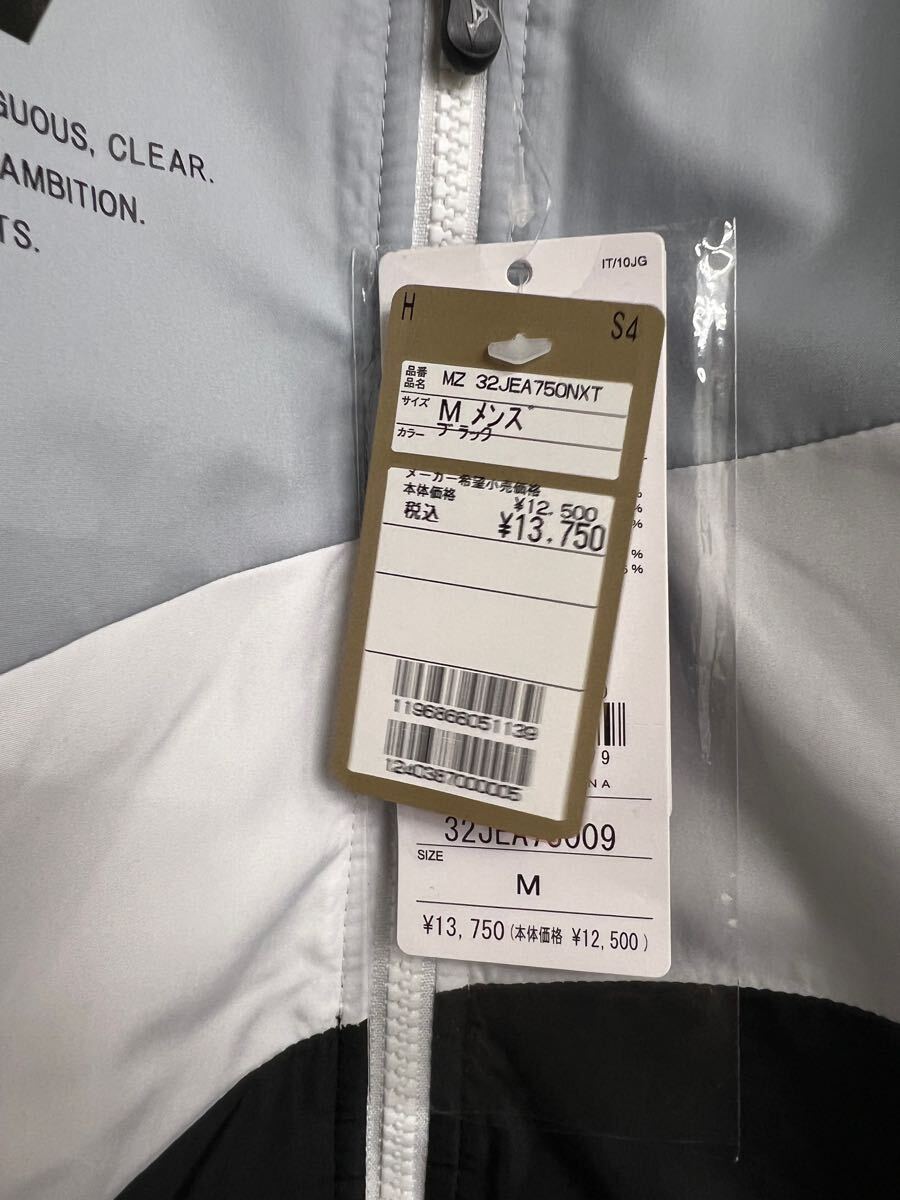 GUOUS, CLEAR.
AMBITION.
TS.
IT/10JG
H
S4
品番
品名 MZ 32JEA750NXT
サイズ M メンズ
カラー ブラック
メーカー希望小売価格
本体価格 ¥12,500
税込 ¥13,750
%
%
%
%
%
1196868051139
1240387000005
9
NA
32JEA75009
SIZE
M
¥13,750(本体価格 ¥12,500)